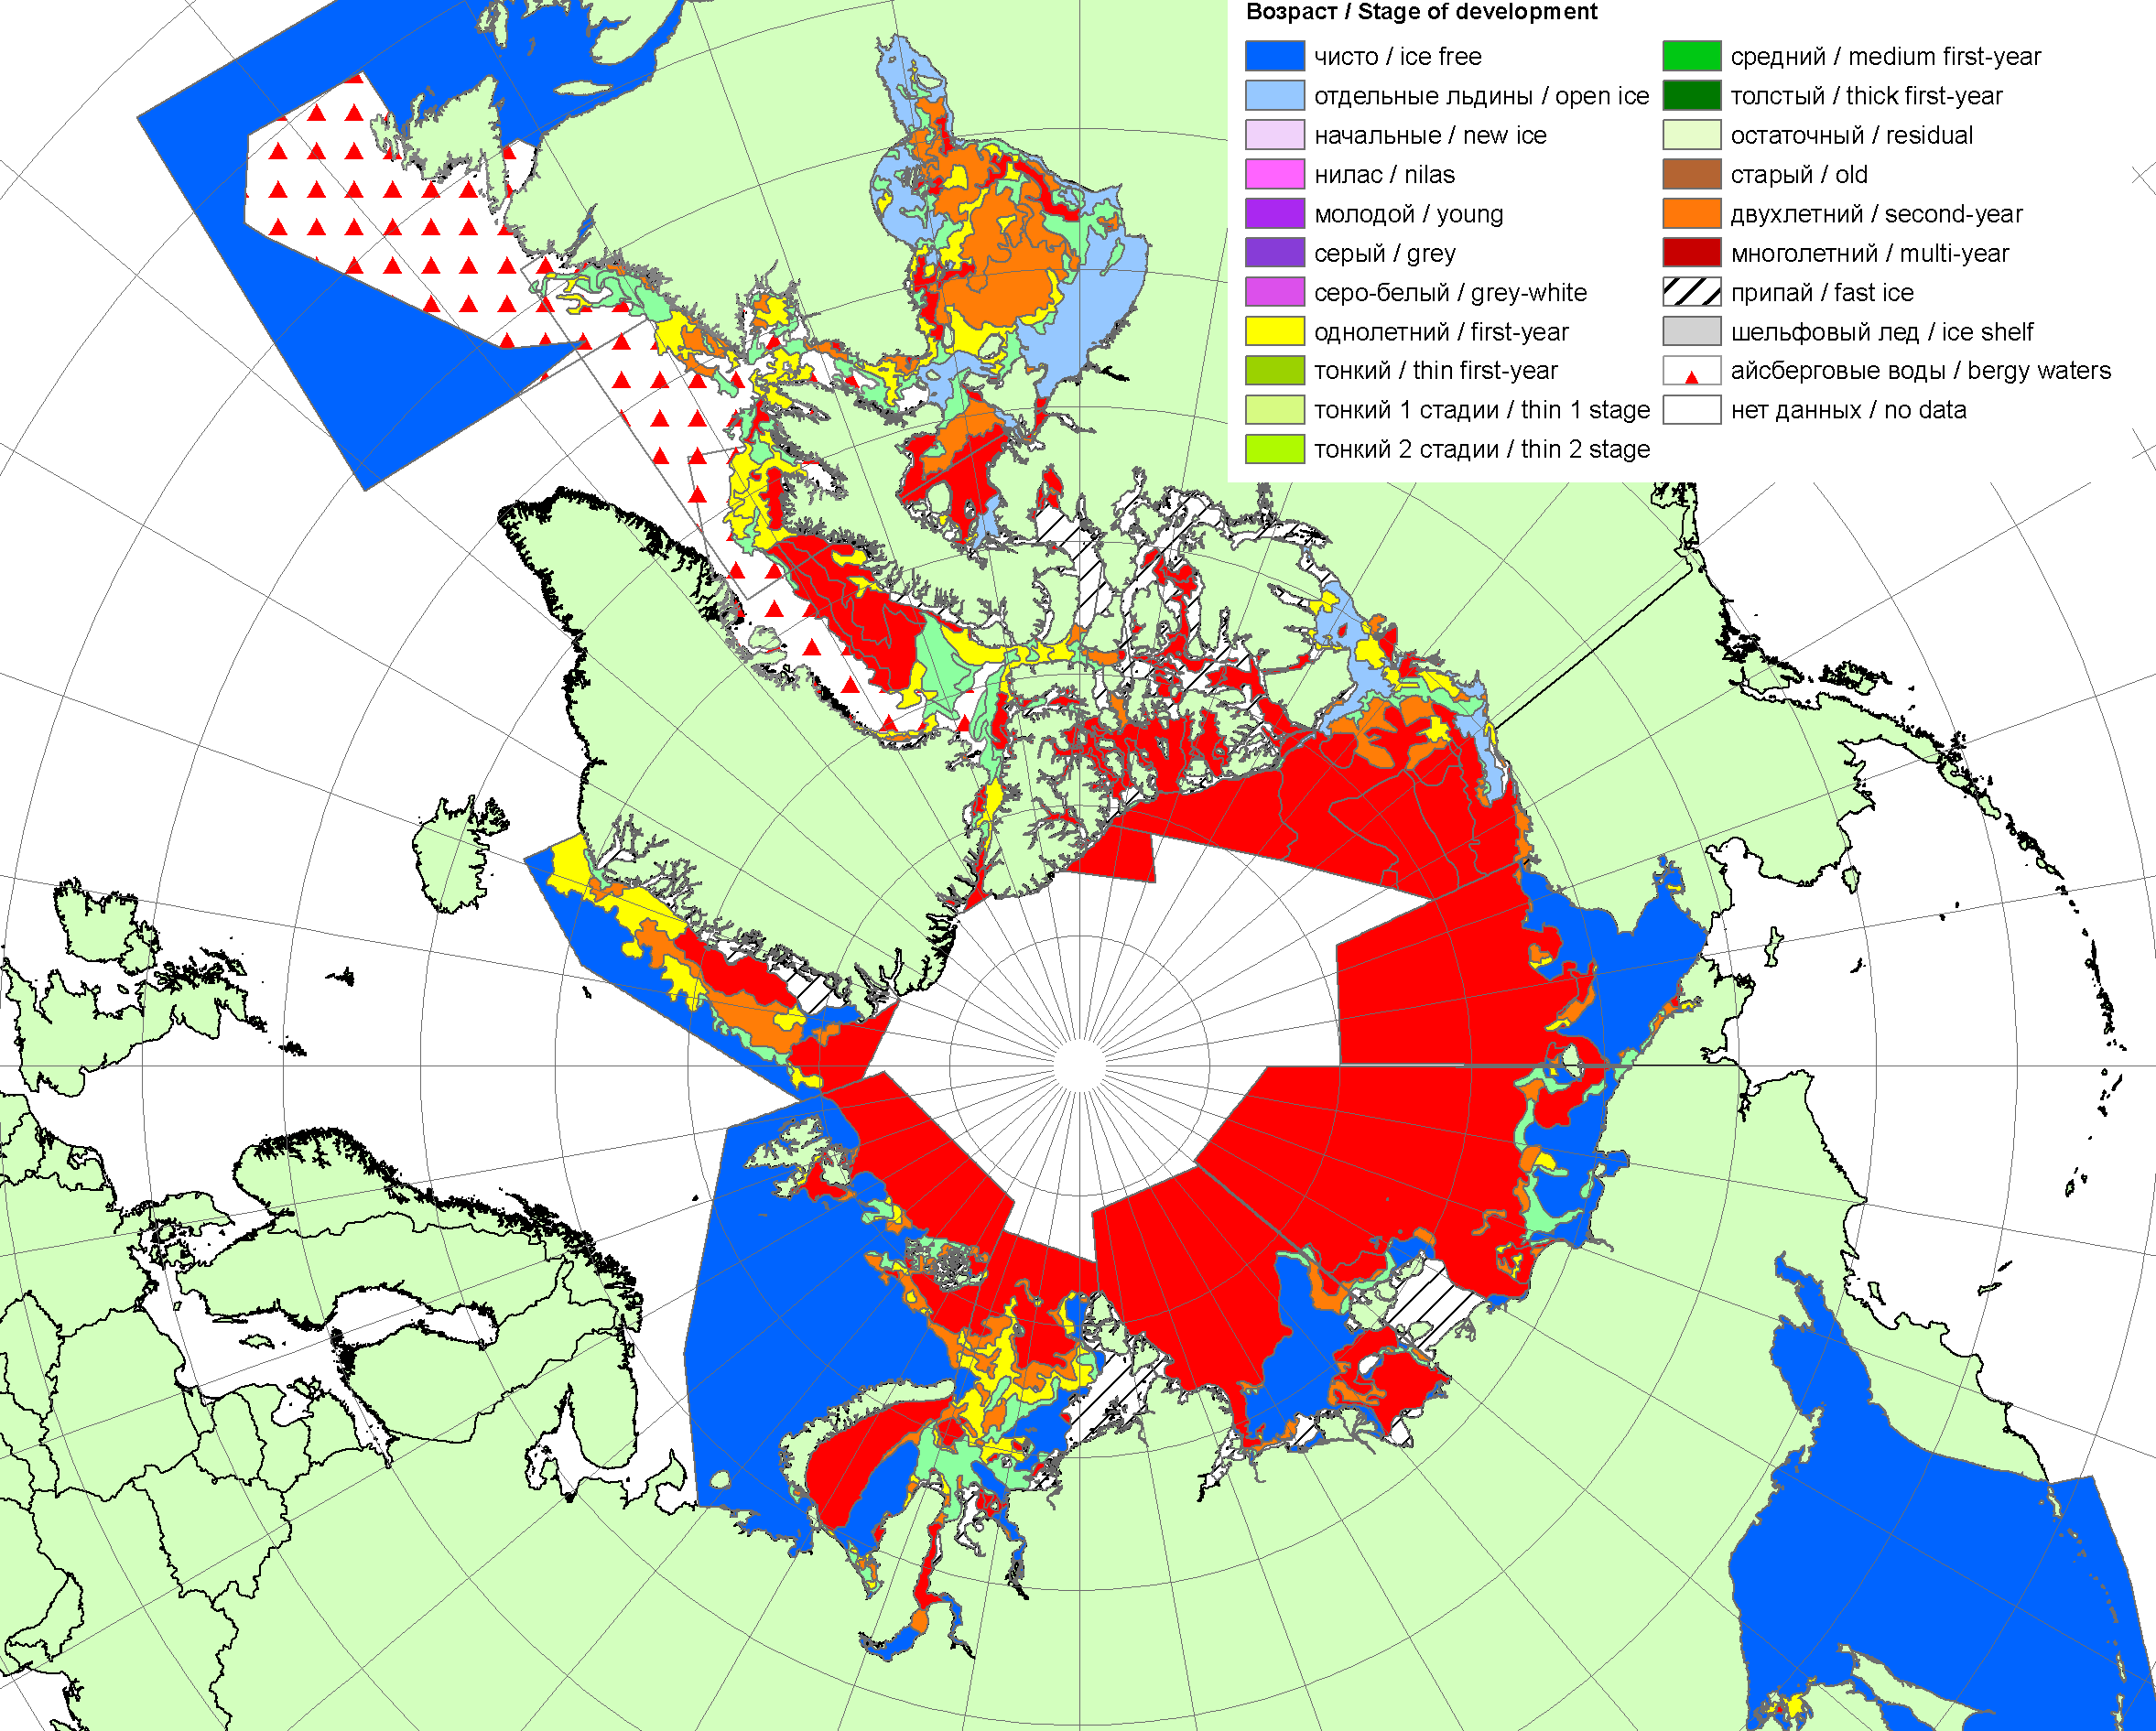 Возраст / Stage of development
чисто / ice free
отдельные льдины / open ice
начальные / new ice
нилас / nilas
молодой / young
серый / grey
серо-белый / grey-white
однолетний / first-year
тонкий / thin first-year
тонкий 1 стадии / thin 1 stage
тонкий 2 стадии / thin 2 stage
средний / medium first-year
толстый / thick first-year
остаточный / residual
старый / old
двухлетний / second-year
многолетний / multi-year
припай / fast ice
шельфовый лед / ice shelf
айсберговые воды / bergy waters
нет данных / no data